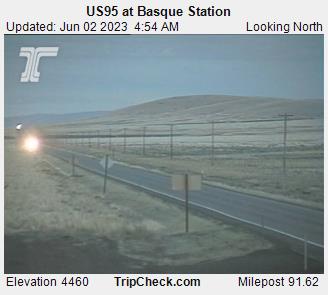 US95 at Basque Station
Updated: Jun 02 2023 4:54 AM Looking North
Elevation 4460 TripCheck.com Milepost 91.62